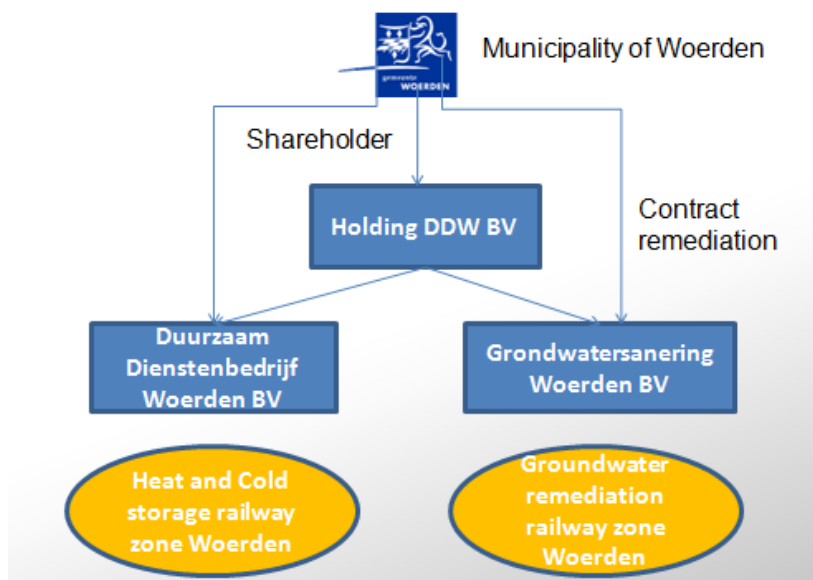 Municipality of Woerden
gemeente
WOERDEN
Shareholder
Holding DDW BV
Contract
remediation
Duurzaam
Dienstenbedrijf
Woerden BV
Grondwatersanering
Woerden BV
Heat and Cold
storage railway
zone Woerden
Groundwater
remediation
railway zone
Woerden